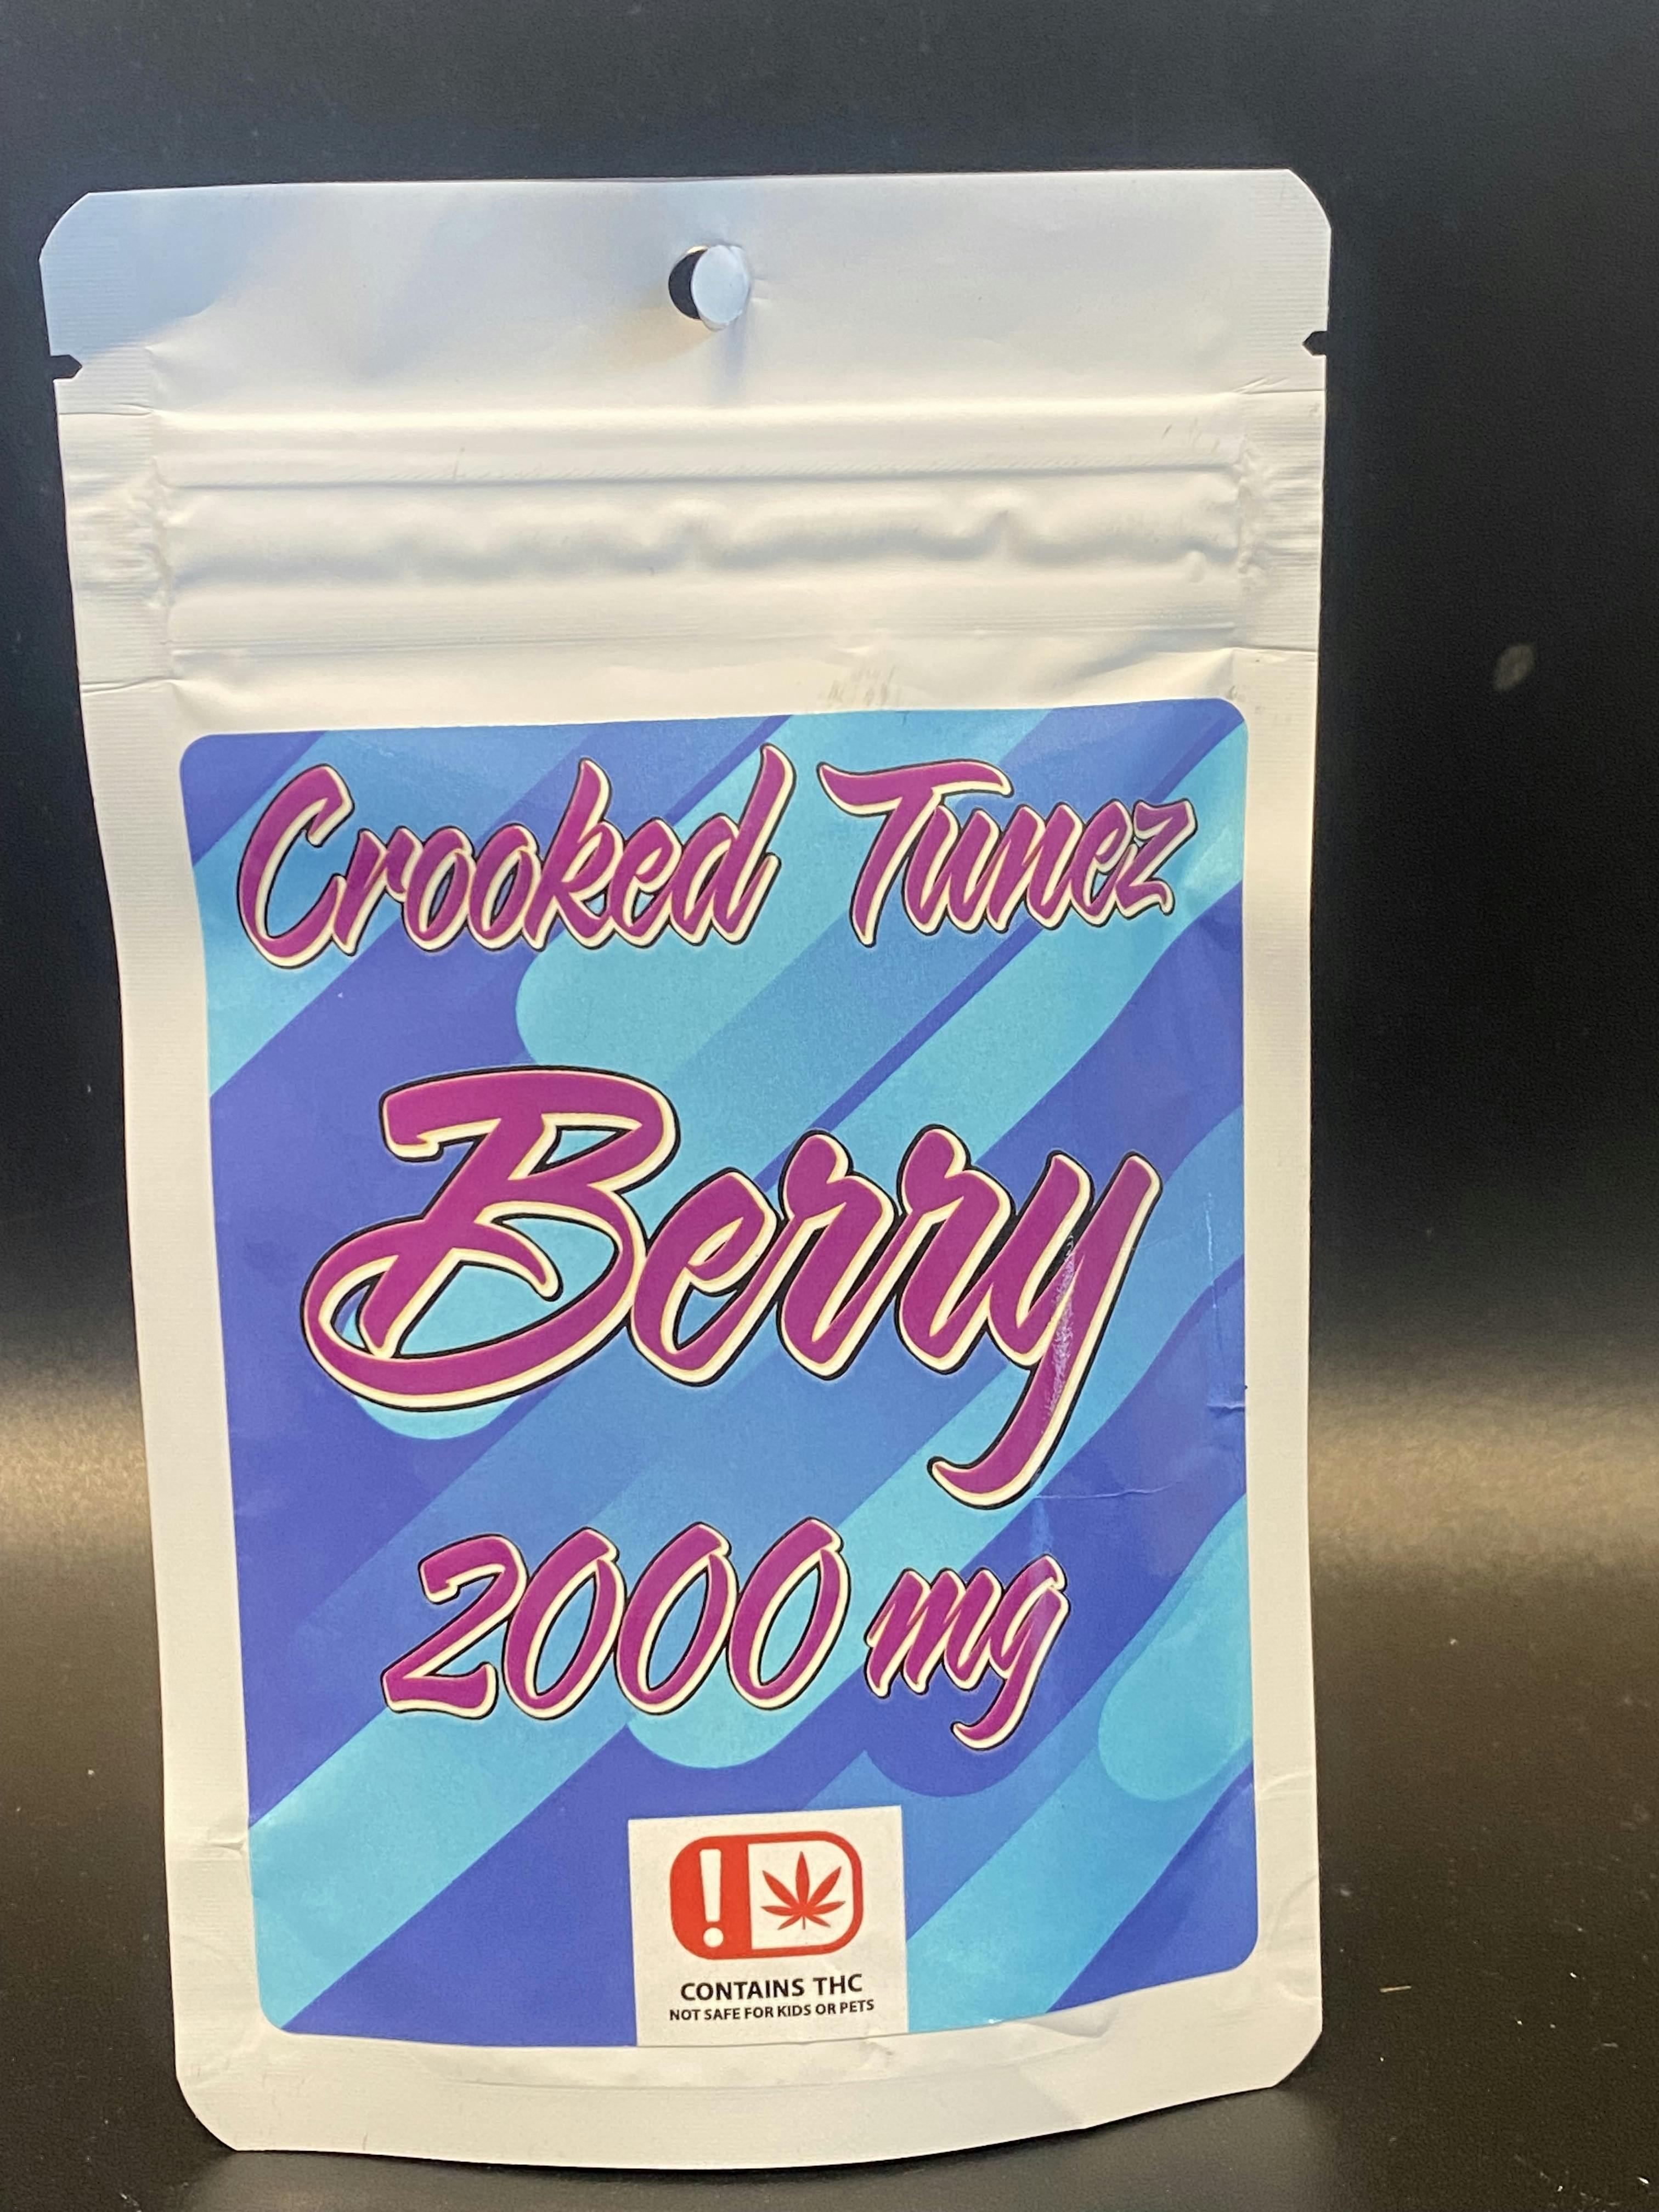 Crooked Tunez
Berry
2000 mg
!
CONTAINS THC
NOT SAFE FOR KIDS OR PETS